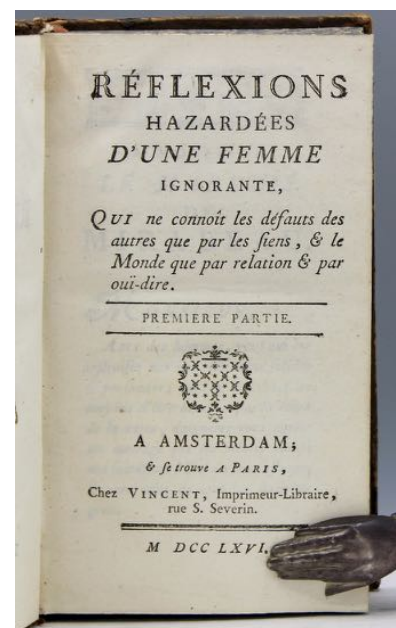 RÉFLEXIONS
HAZARDÉES
D'UNE FEMME
IGNORANTE,
QUI ne connoît les défauts des
autres que par les ſiens, & le
Monde que par relation & par
ouï-dire.
PREMIERE PARTIE.
A AMSTERDAM;
& ſe trouve A PARIS,
Chez VINCENT, Imprimeur-Libraire,
rue S. Severin.
M DCC LXVI.